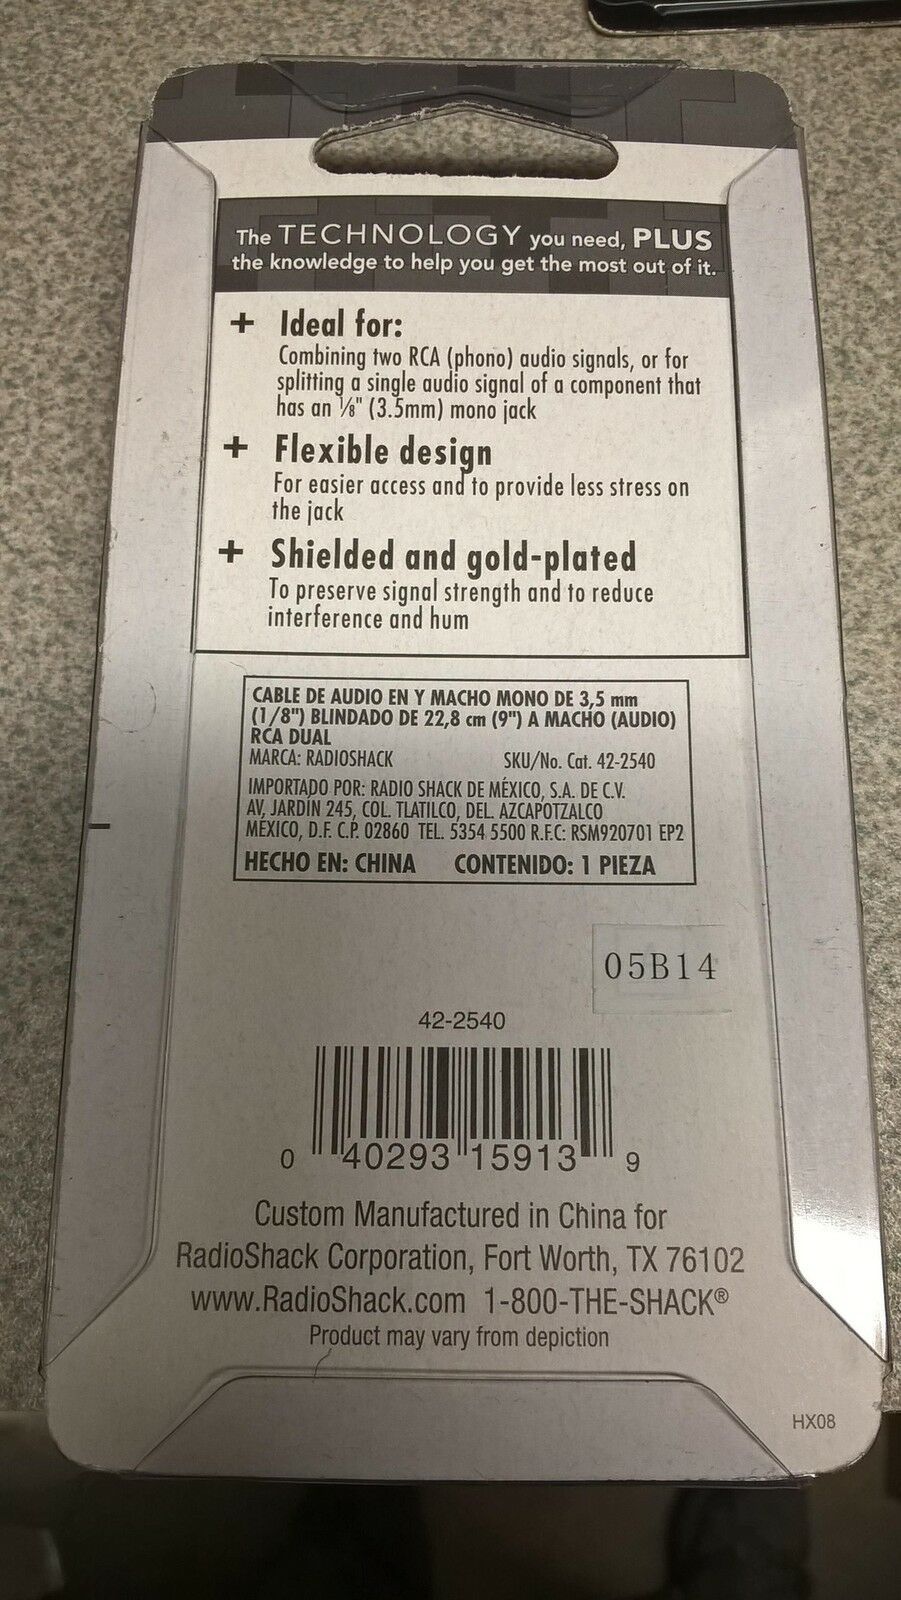 The TECHNOLOGY you need, PLUS
the knowledge to help you get the most out of it.
+ Ideal for:
Combining two RCA (phono) audio signals, or for
splitting a single audio signal of a component that
has an ⅛" (3.5mm) mono jack
+ Flexible design
For easier access and to provide less stress on
the jack
+ Shielded and gold-plated
To preserve signal strength and to reduce
interference and hum
CABLE DE AUDIO EN Y MACHO MONO DE 3,5 mm
(1/8") BLINDADO DE 22,8 cm (9") A MACHO (AUDIO)
RCA DUAL
MARCA: RADIOSHACK SKU/No. Cat. 42-2540
IMPORTADO POR: RADIO SHACK DE MÉXICO, S.A. DE C.V.
AV, JARDÍN 245, COL. TLATILCO, DEL. AZCAPOTZALCO
MÉXICO, D.F. C.P. 02860 TEL. 5354 5500 R.F.C: RSM920701 EP2
HECHO EN: CHINA CONTENIDO: 1 PIEZA
05B14
42-2540
0 40293 15913 9
Custom Manufactured in China for
RadioShack Corporation, Fort Worth, TX 76102
www.RadioShack.com 1-800-THE-SHACK®
Product may vary from depiction
HX08